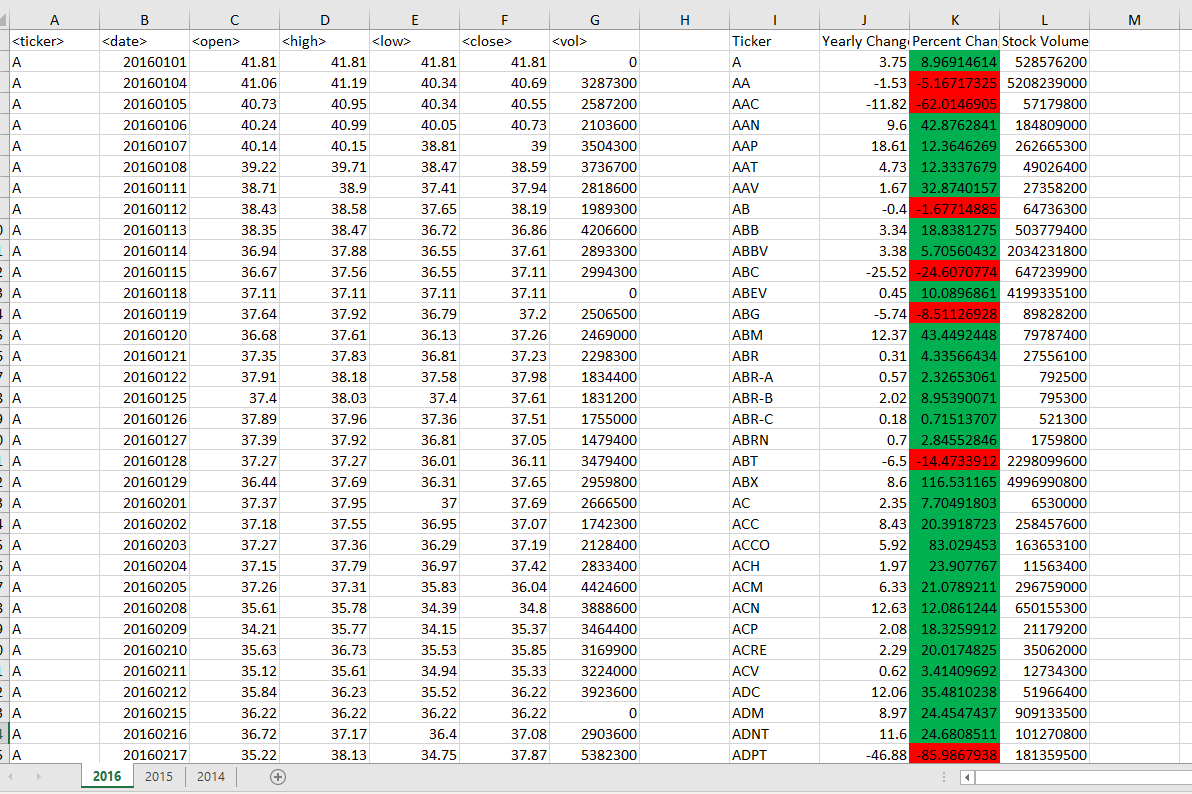 A B C D E F G H I J K L M
<ticker> <date> <open> <high> <low> <close> <vol> Ticker Yearly Chang Percent Chan Stock Volume
A 20160101 41.81 41.81 41.81 41.81 0 A 3.75 8.96914614 528576200
A 20160104 41.06 41.19 40.34 40.69 3287300 AA -1.53 -5.16717325 5208239000
A 20160105 40.73 40.95 40.34 40.55 2587200 AAC -11.82 -62.0146905 57179800
A 20160106 40.24 40.99 40.05 40.73 2103600 AAN 9.6 42.8762841 184809000
A 20160107 40.14 40.15 38.81 39 3504300 AAP 18.61 12.3646269 262665300
A 20160108 39.22 39.71 38.47 38.59 3736700 AAT 4.73 12.3337679 49026400
A 20160111 38.71 38.9 37.41 37.94 2818600 AAV 1.67 32.8740157 27358200
A 20160112 38.43 38.58 37.65 38.19 1989300 AB -0.4 -1.67714885 64736300
A 20160113 38.35 38.47 36.72 36.86 4206600 ABB 3.34 18.8381275 503779400
A 20160114 36.94 37.88 36.55 37.61 2893300 ABBV 3.38 5.70560432 2034231800
A 20160115 36.67 37.56 36.55 37.11 2994300 ABC -25.52 -24.6070774 647239900
A 20160118 37.11 37.11 37.11 37.11 0 ABEV 0.45 10.0896861 4199335100
A 20160119 37.64 37.92 36.79 37.2 2506500 ABG -5.74 -8.51126928 89828200
A 20160120 36.68 37.61 36.13 37.26 2469000 ABM 12.37 43.4492448 79787400
A 20160121 37.35 37.83 36.81 37.23 2298300 ABR 0.31 4.33566434 27556100
A 20160122 37.91 38.18 37.58 37.98 1834400 ABR-A 0.57 2.32653061 792500
A 20160125 37.4 38.03 37.4 37.61 1831200 ABR-B 2.02 8.95390071 795300
A 20160126 37.89 37.96 37.36 37.51 1755000 ABR-C 0.18 0.71513707 521300
A 20160127 37.39 37.92 36.81 37.05 1479400 ABRN 0.7 2.84552846 1759800
A 20160128 37.27 37.27 36.01 36.11 3479400 ABT -6.5 -14.4733912 2298099600
A 20160129 36.44 37.69 36.31 37.65 2959800 ABX 8.6 116.531165 4996990800
A 20160201 37.37 37.95 37 37.69 2666500 AC 2.35 7.70491803 6530000
A 20160202 37.18 37.55 36.95 37.07 1742300 ACC 8.43 20.3918723 258457600
A 20160203 37.27 37.36 36.29 37.19 2128400 ACCO 5.92 83.029453 163653100
A 20160204 37.15 37.79 36.97 37.42 2833400 ACH 1.97 23.907767 11563400
A 20160205 37.26 37.31 35.83 36.04 4424600 ACM 6.33 21.0789211 296759000
A 20160208 35.61 35.78 34.39 34.8 3888600 ACN 12.63 12.0861244 650155300
A 20160209 34.21 35.77 34.15 35.37 3464400 ACP 2.08 18.3259912 21179200
A 20160210 35.63 36.73 35.53 35.85 3169900 ACRE 2.29 20.0174825 35062000
A 20160211 35.12 35.61 34.94 35.33 3224000 ACV 0.62 3.41409692 12734300
A 20160212 35.84 36.23 35.52 36.22 3923600 ADC 12.06 35.4810238 51966400
A 20160215 36.22 36.22 36.22 36.22 0 ADM 8.97 24.4547437 909133500
A 20160216 36.72 37.17 36.4 37.08 2903600 ADNT 11.6 24.6808511 101270800
A 20160217 35.22 38.13 34.75 37.87 5382300 ADPT -46.88 -85.9867938 181359500
2016 2015 2014